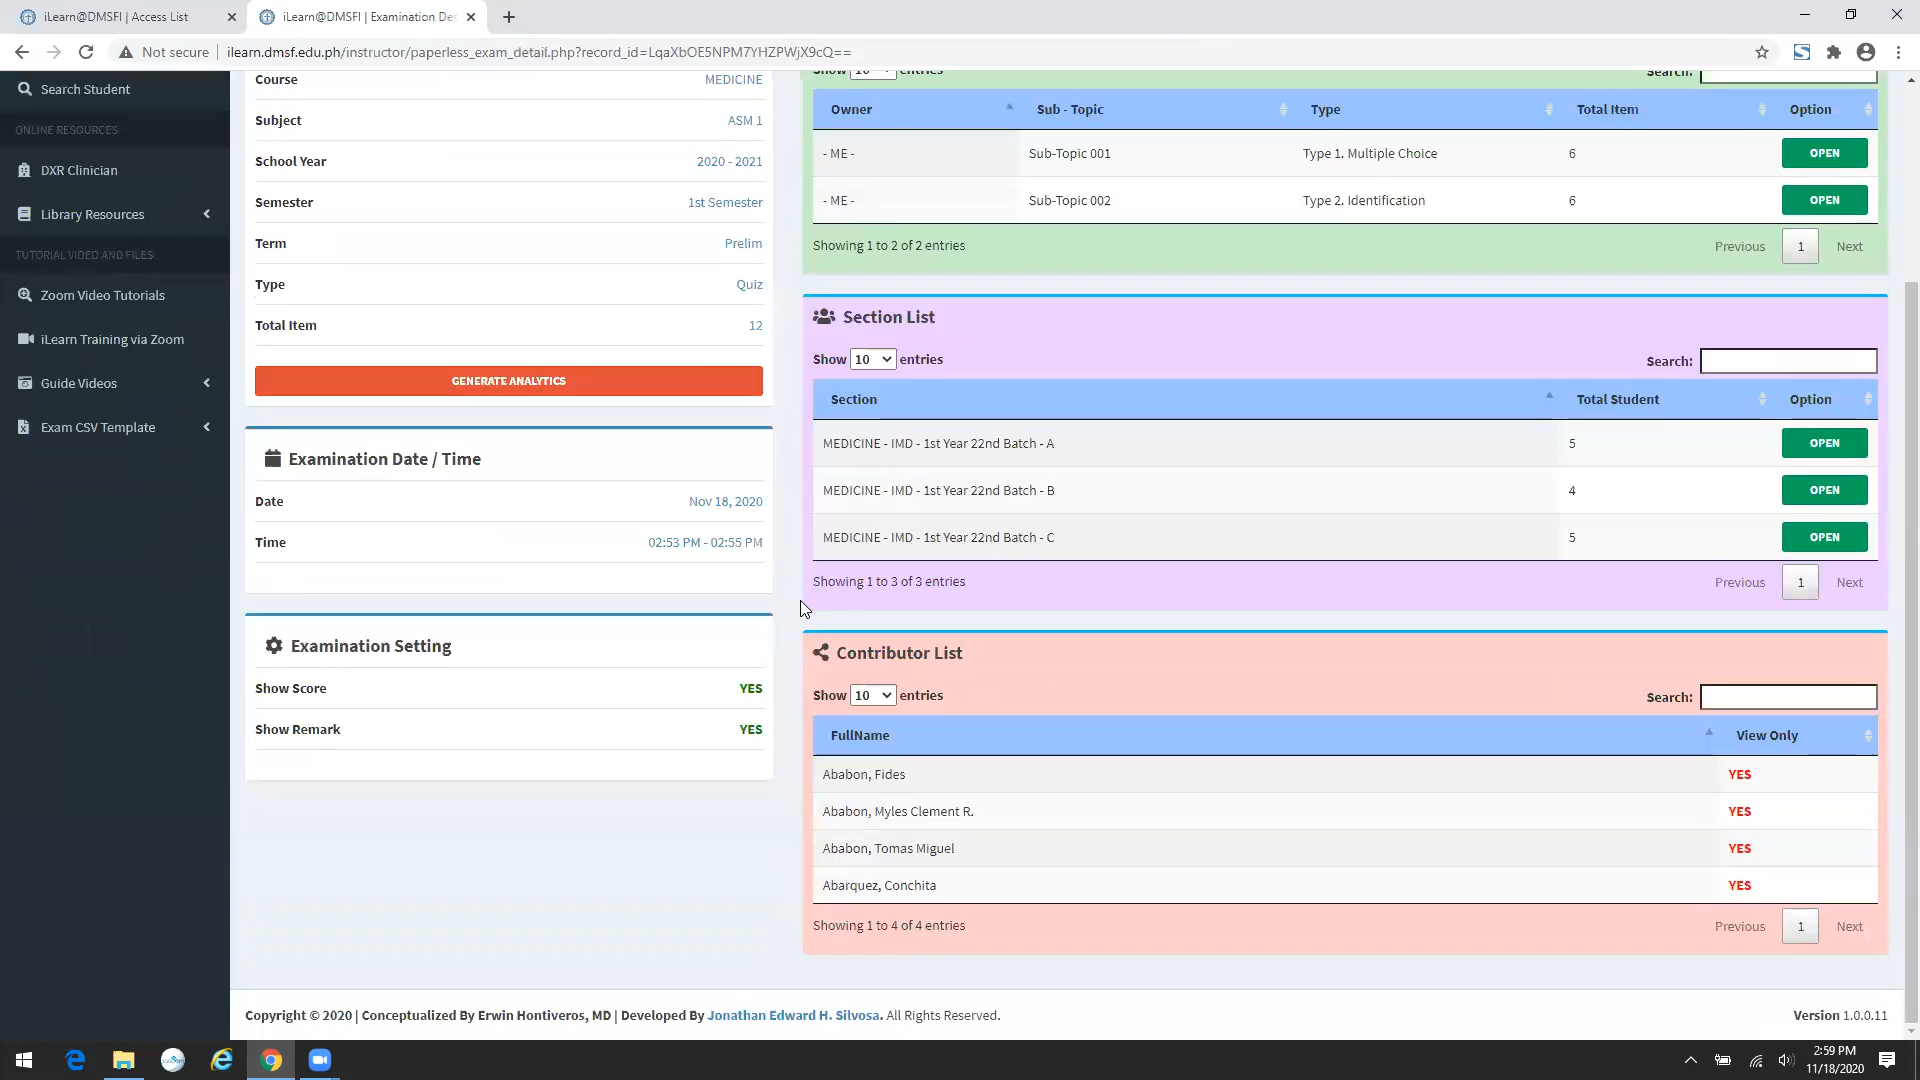 iLearn@DMSFI | Access List
iLearn@DMSFI | Examination De
Not secure
ilearn.dmsf.edu.ph/instructor/paperless_exam_detail.php?record_id=LqaXbOE5NPM7YHZPWjX9cQ==
Search Student
ONLINE RESOURCES
DXR Clinician
Library Resources
TUTORIAL VIDEO AND FILES
Zoom Video Tutorials
iLearn Training via Zoom
Guide Videos
Exam CSV Template
Course MEDICINE
Subject ASM 1
School Year 2020 - 2021
Semester 1st Semester
Term Prelim
Type Quiz
Total Item 12
GENERATE ANALYTICS
Examination Date / Time
Date Nov 18, 2020
Time 02:53 PM - 02:55 PM
Examination Setting
Show Score YES
Show Remark YES
Show 10 entries Search:
Owner Sub - Topic Type Total Item Option
- ME - Sub-Topic 001 Type 1. Multiple Choice 6 OPEN
- ME - Sub-Topic 002 Type 2. Identification 6 OPEN
Showing 1 to 2 of 2 entries Previous 1 Next
Section List
Show 10 entries Search:
Section Total Student Option
MEDICINE - IMD - 1st Year 22nd Batch - A 5 OPEN
MEDICINE - IMD - 1st Year 22nd Batch - B 4 OPEN
MEDICINE - IMD - 1st Year 22nd Batch - C 5 OPEN
Showing 1 to 3 of 3 entries Previous 1 Next
Contributor List
Show 10 entries Search:
FullName View Only
Ababon, Fides YES
Ababon, Myles Clement R. YES
Ababon, Tomas Miguel YES
Abarquez, Conchita YES
Showing 1 to 4 of 4 entries Previous 1 Next
Copyright © 2020 | Conceptualized By Erwin Hontiveros, MD | Developed By Jonathan Edward H. Silvosa. All Rights Reserved. Version 1.0.0.11
2:59 PM
11/18/2020